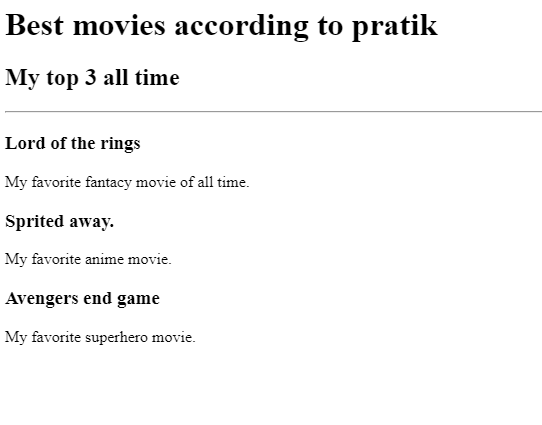 Best movies according to pratik
My top 3 all time
Lord of the rings
My favorite fantacy movie of all time.
Sprited away.
My favorite anime movie.
Avengers end game
My favorite superhero movie.